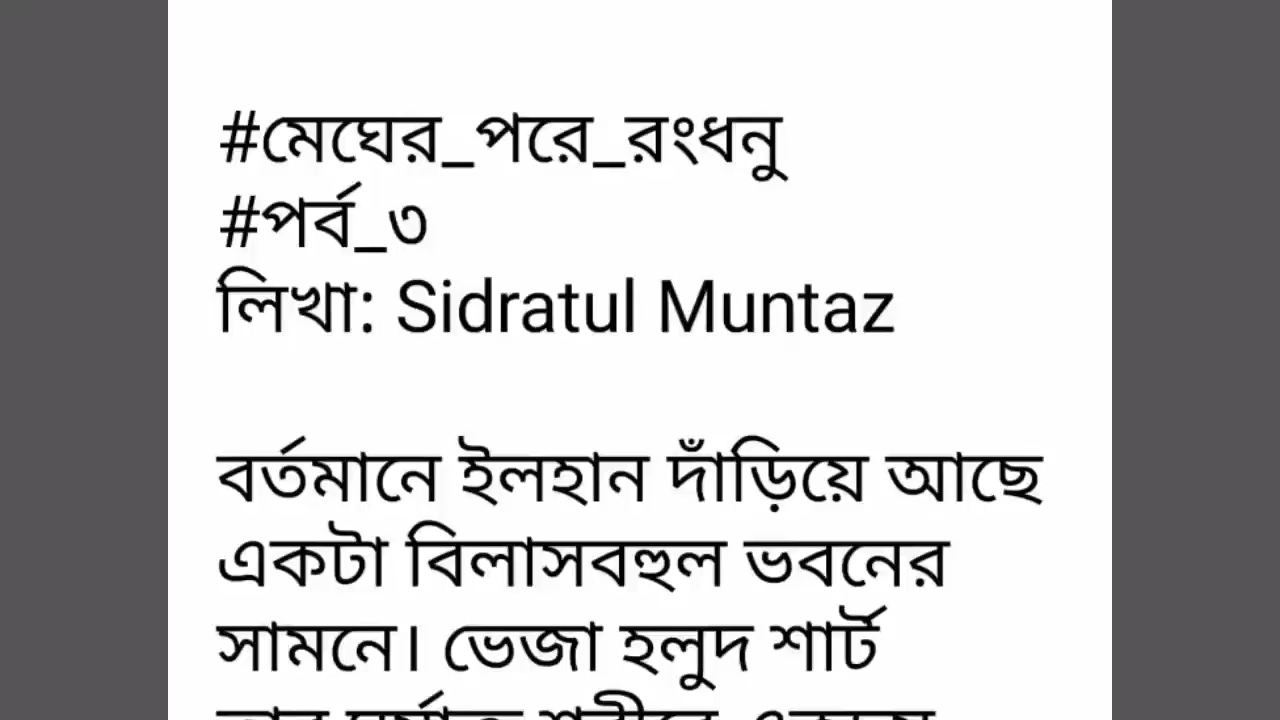 #মেঘের_পরে_রংধনু
#পর্ব_৩
লিখা: Sidratul Muntaz
বর্তমানে ইলহান দাঁড়িয়ে আছে
একটা বিলাসবহুল ভবনের
সামনে। ভেজা হলুদ শার্ট